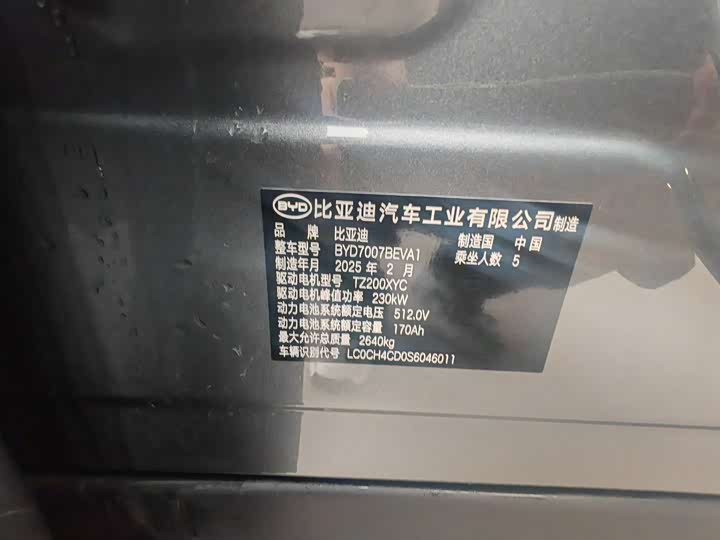 BYD 比亚迪汽车工业有限公司制造
品 牌 比亚迪 制造国 中国
整车型号 BYD7007BEVA1 乘坐人数 5
制造年月 2025 年 2 月
驱动电机型号 TZ200XYC
驱动电机峰值功率 230kW
动力电池系统额定电压 512.0V
动力电池系统额定容量 170Ah
最大允许总质量 2640kg
车辆识别代号 LC0CH4CD0S6046011